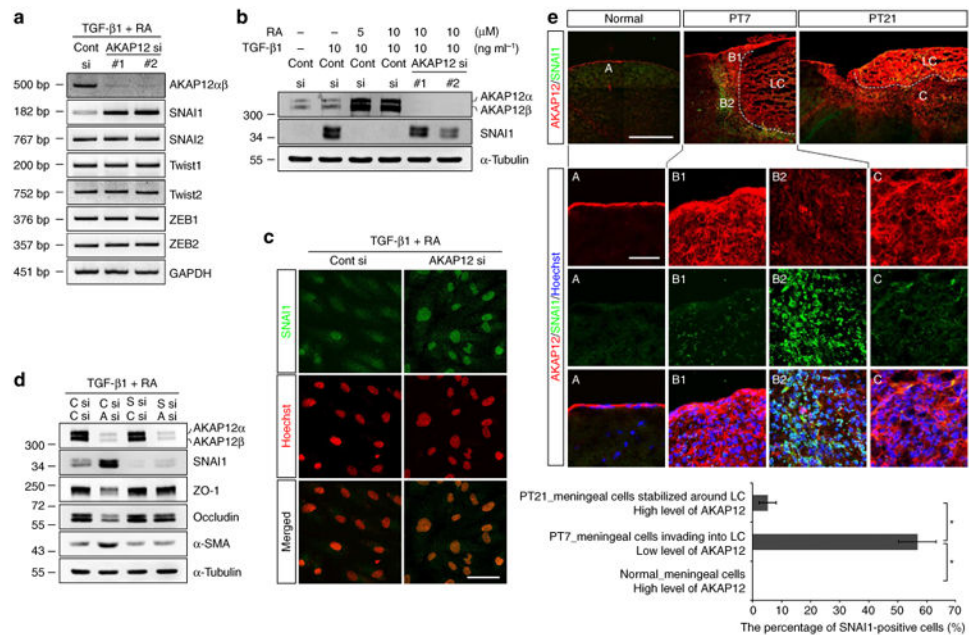 a
TGF-β1 + RA
Cont AKAP12 si
si #1 #2
500 bp AKAP12αβ
182 bp SNAI1
767 bp SNAI2
200 bp Twist1
752 bp Twist2
376 bp ZEB1
357 bp ZEB2
451 bp GAPDH
b
RA – – 5 10 10 10 (μM)
TGF-β1 – 10 10 10 10 10 (ng ml⁻¹)
Cont Cont Cont Cont AKAP12 si
si si si si #1 #2
AKAP12α
300 AKAP12β
34 SNAI1
55 α-Tubulin
c
TGF-β1 + RA
Cont si AKAP12 si
SNAI1
Hoechst
Merged
d
TGF-β1 + RA
C si C si S si S si
C si A si C si A si
AKAP12α
300 AKAP12β
34 SNAI1
250 ZO-1
72
55 Occludin
43 α-SMA
55 α-Tubulin
e
Normal PT7 PT21
AKAP12/SNAI1
A B1 B2 LC LC C
AKAP12/SNAI1/Hoechst
A B1 B2 C
A B1 B2 C
A B1 B2 C
PT21_meningeal cells stabilized around LC
High level of AKAP12
PT7_meningeal cells invading into LC
Low level of AKAP12
Normal_meningeal cells
High level of AKAP12
*
*
0 10 20 30 40 50 60 70
The percentage of SNAI1-positive cells (%)